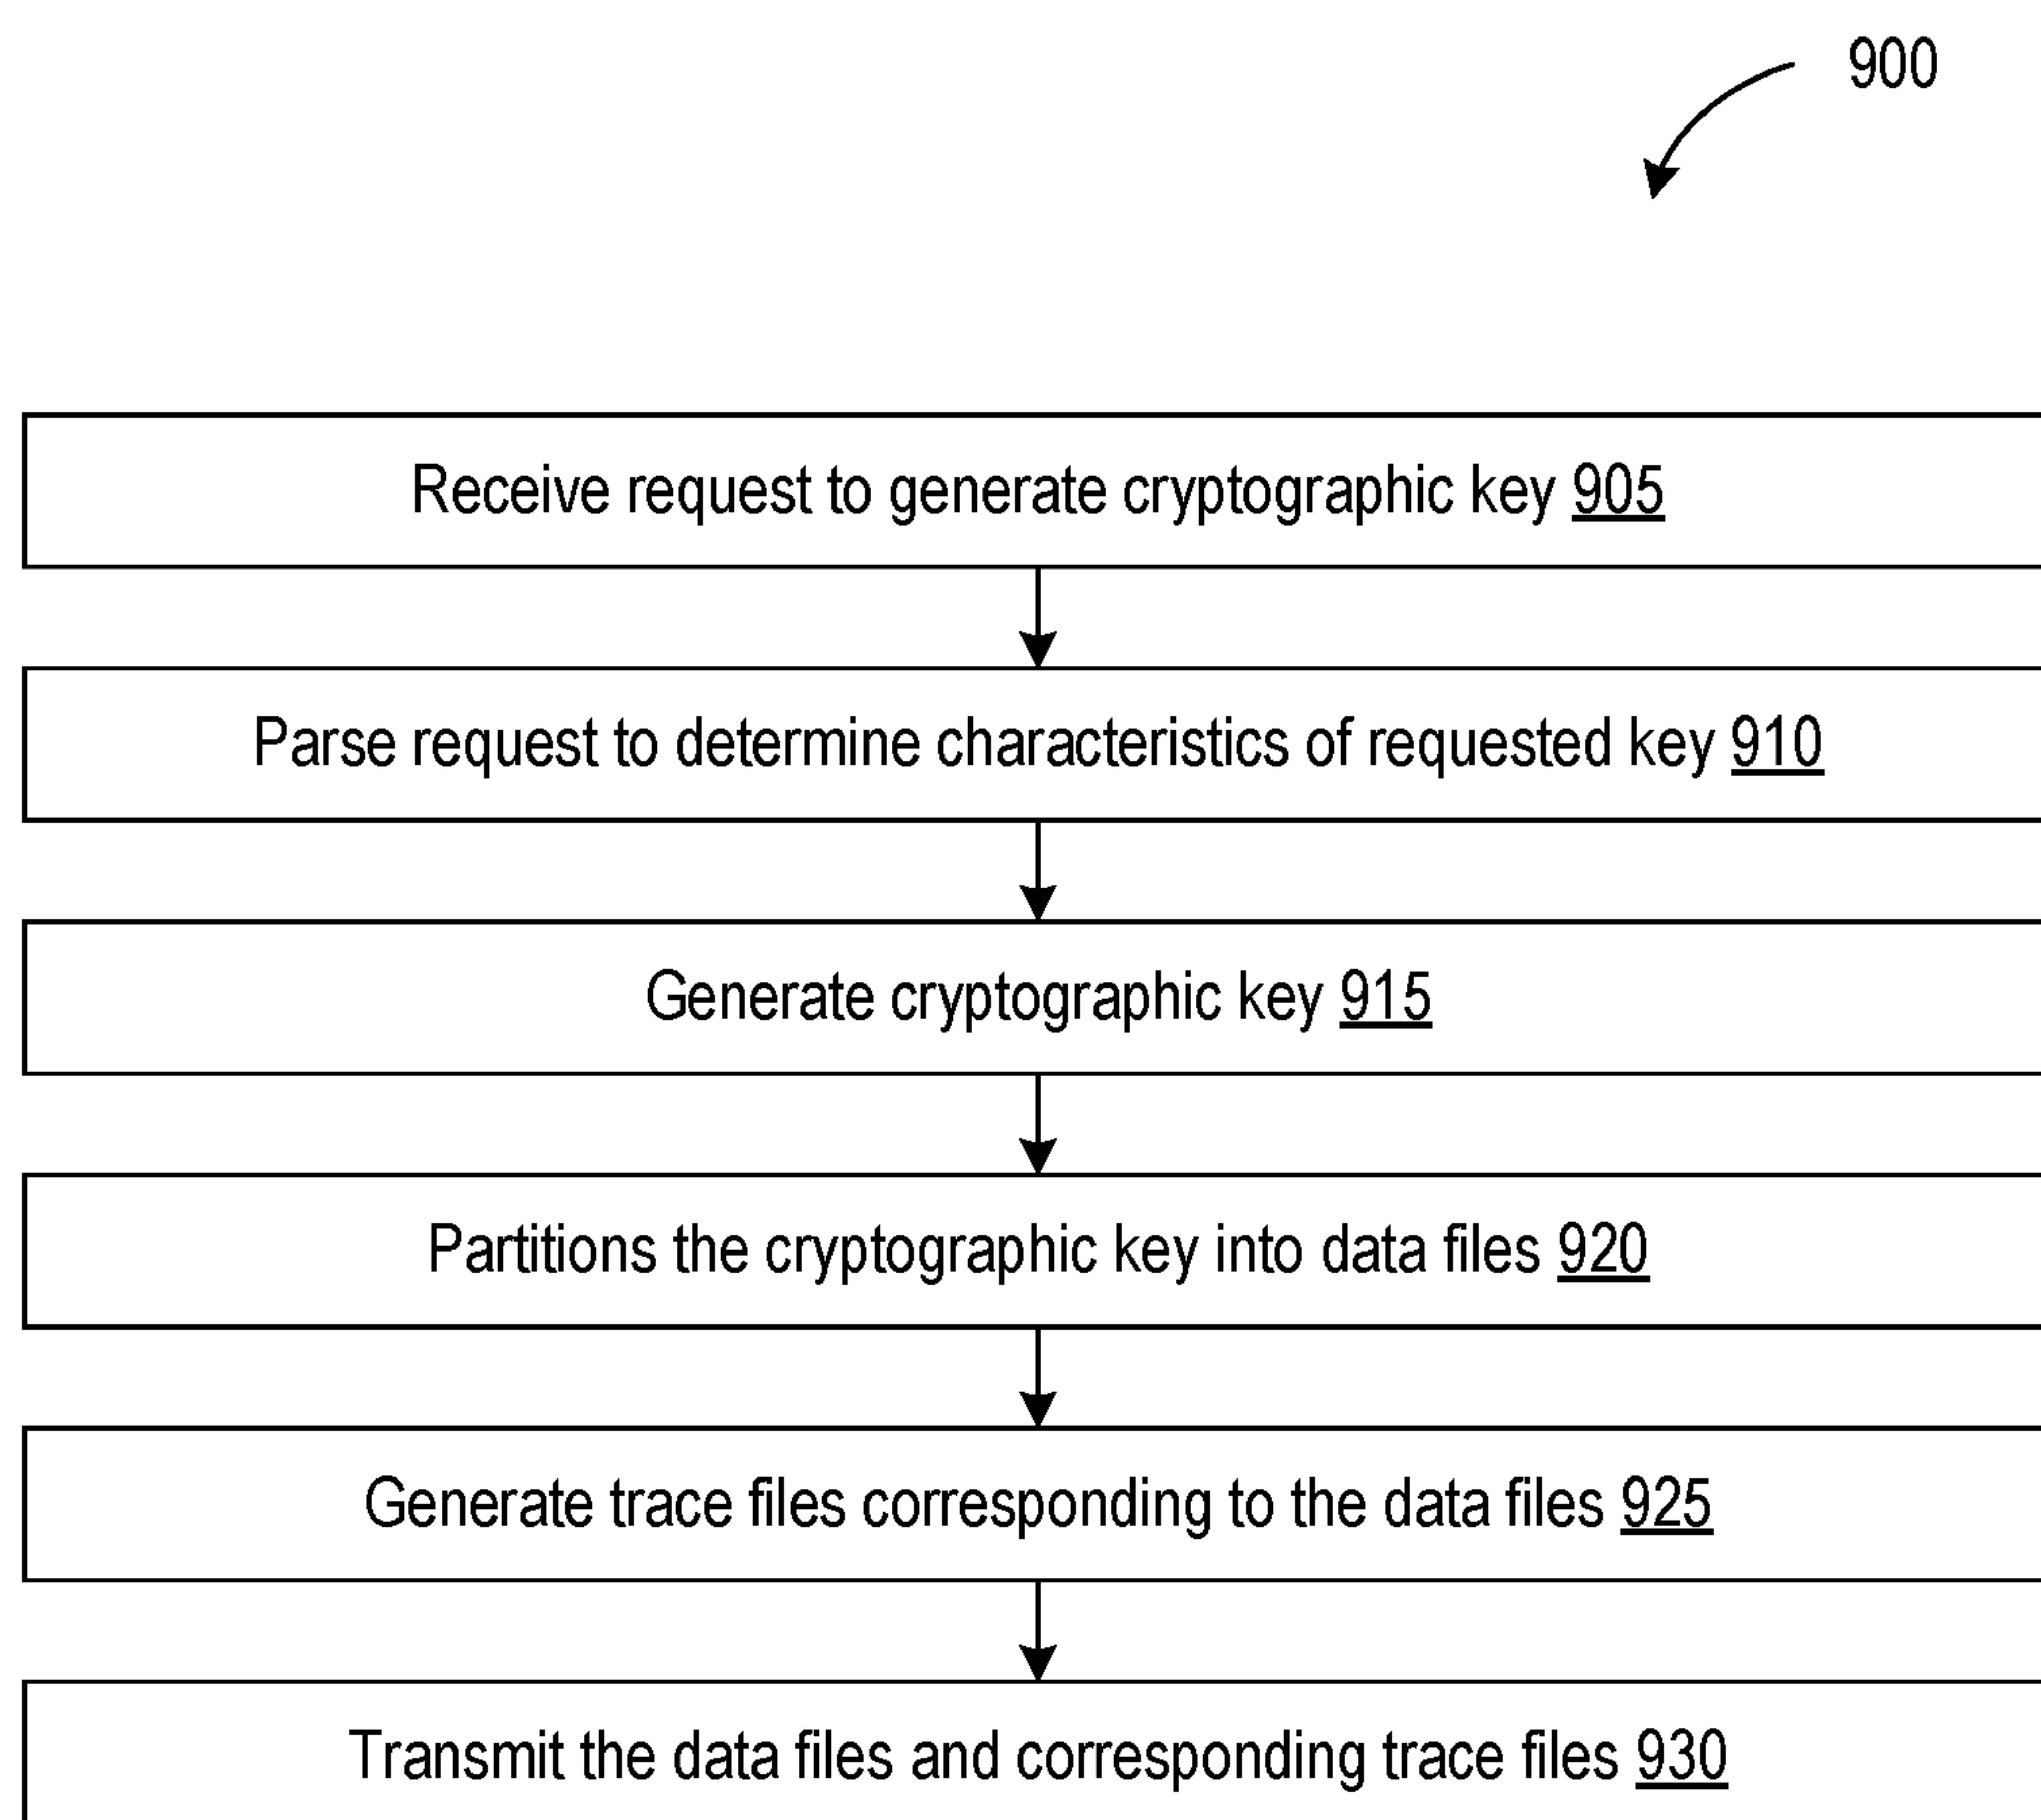 900
Receive request to generate cryptographic key 905
Parse request to determine characteristics of requested key 910
Generate cryptographic key 915
Partitions the cryptographic key into data files 920
Generate trace files corresponding to the data files 925
Transmit the data files and corresponding trace files 930